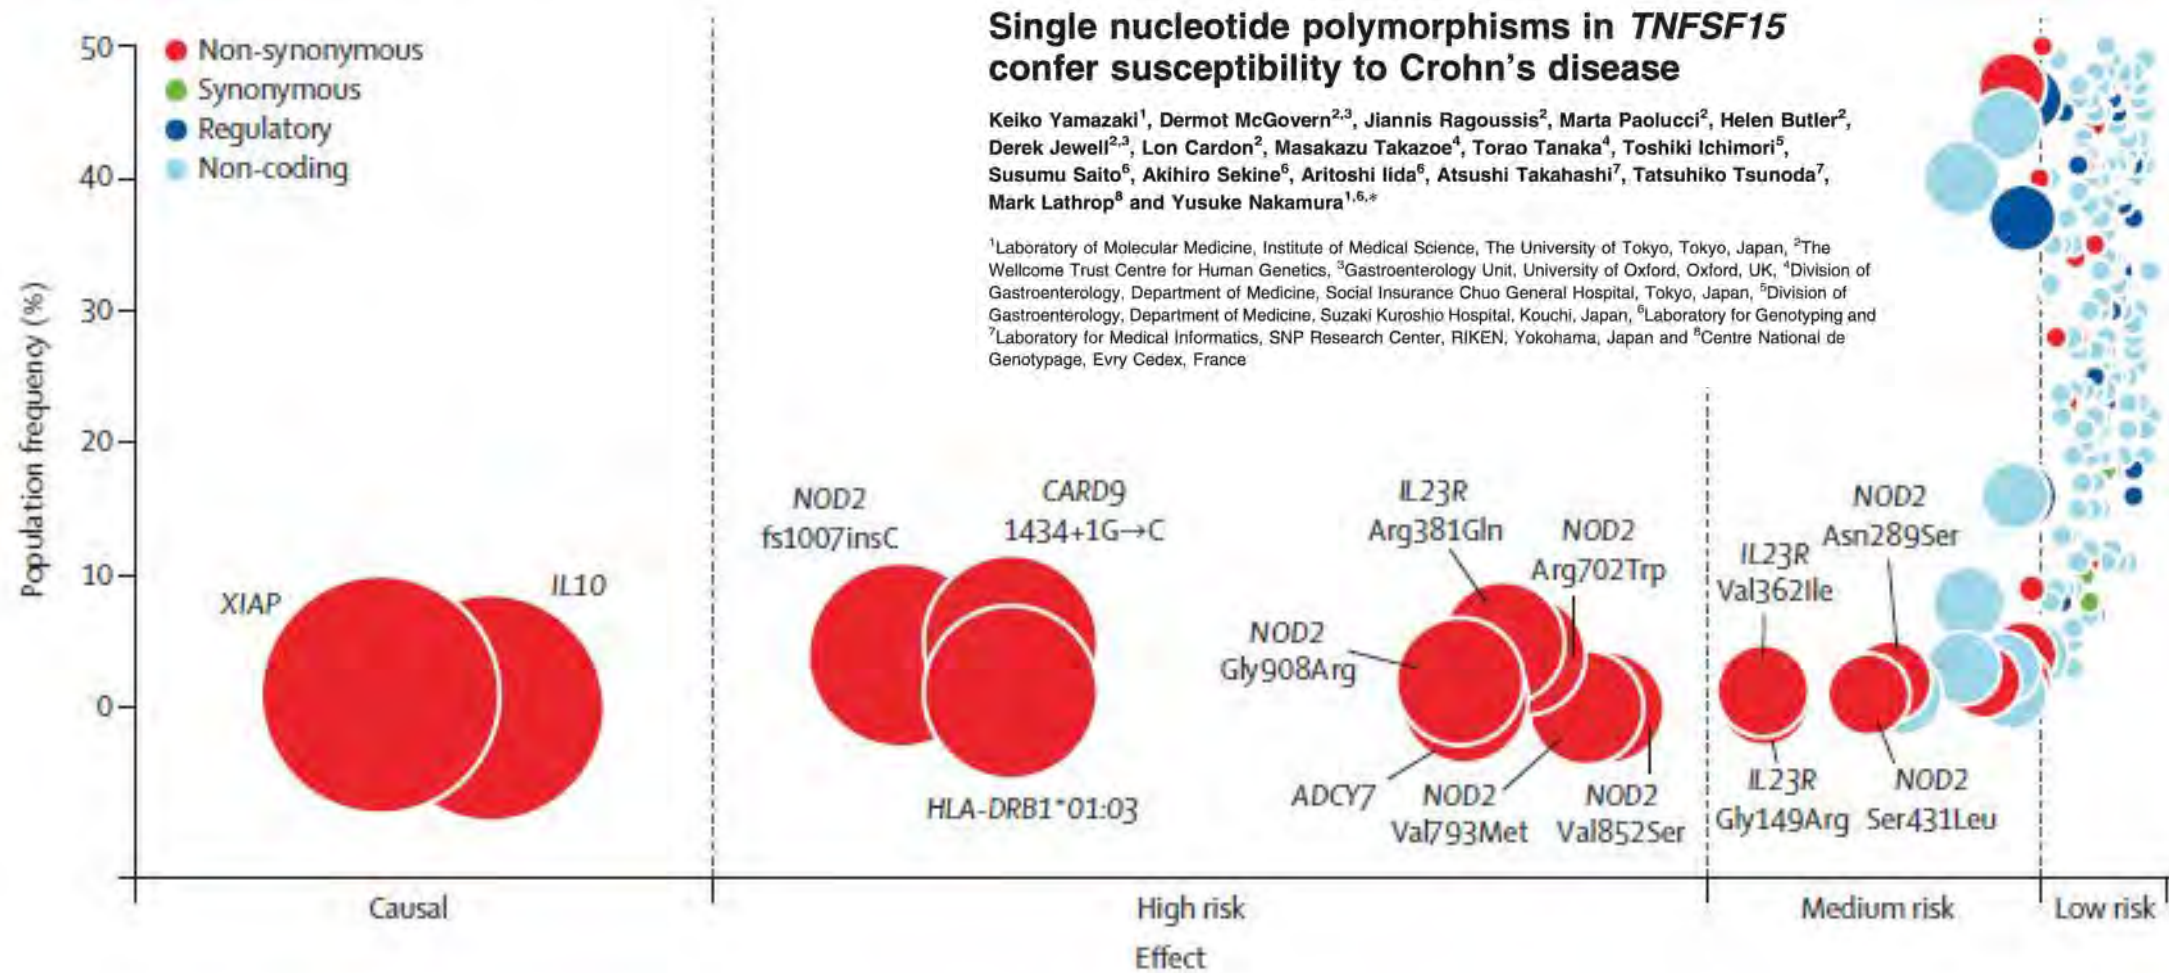 Single nucleotide polymorphisms in TNFSF15
confer susceptibility to Crohn's disease
Keiko Yamazaki1, Dermot McGovern2,3, Jiannis Ragoussis2, Marta Paolucci2, Helen Butler2,
Derek Jewell2,3, Lon Cardon2, Masakazu Takazoe4, Torao Tanaka4, Toshiki Ichimori5,
Susumu Saito6, Akihiro Sekine6, Aritoshi Iida6, Atsushi Takahashi7, Tatsuhiko Tsunoda7,
Mark Lathrop8 and Yusuke Nakamura1,6,*
1Laboratory of Molecular Medicine, Institute of Medical Science, The University of Tokyo, Tokyo, Japan, 2The
Wellcome Trust Centre for Human Genetics, 3Gastroenterology Unit, University of Oxford, Oxford, UK, 4Division of
Gastroenterology, Department of Medicine, Social Insurance Chuo General Hospital, Tokyo, Japan, 5Division of
Gastroenterology, Department of Medicine, Suzaki Kuroshio Hospital, Kouchi, Japan, 6Laboratory for Genotyping and
7Laboratory for Medical Informatics, SNP Research Center, RIKEN, Yokohama, Japan and 8Centre National de
Genotypage, Evry Cedex, France
Non-synonymous
Synonymous
Regulatory
Non-coding
Population frequency (%)
50
40
30
20
10
0
XIAP
IL10
NOD2
fs1007insC
CARD9
1434+1G→C
HLA-DRB1*01:03
IL23R
Arg381Gln
NOD2
Arg702Trp
NOD2
Gly908Arg
ADCY7
NOD2
Val793Met
NOD2
Val852Ser
IL23R
Val362Ile
NOD2
Asn289Ser
IL23R
Gly149Arg
NOD2
Ser431Leu
Causal
High risk
Medium risk
Low risk
Effect